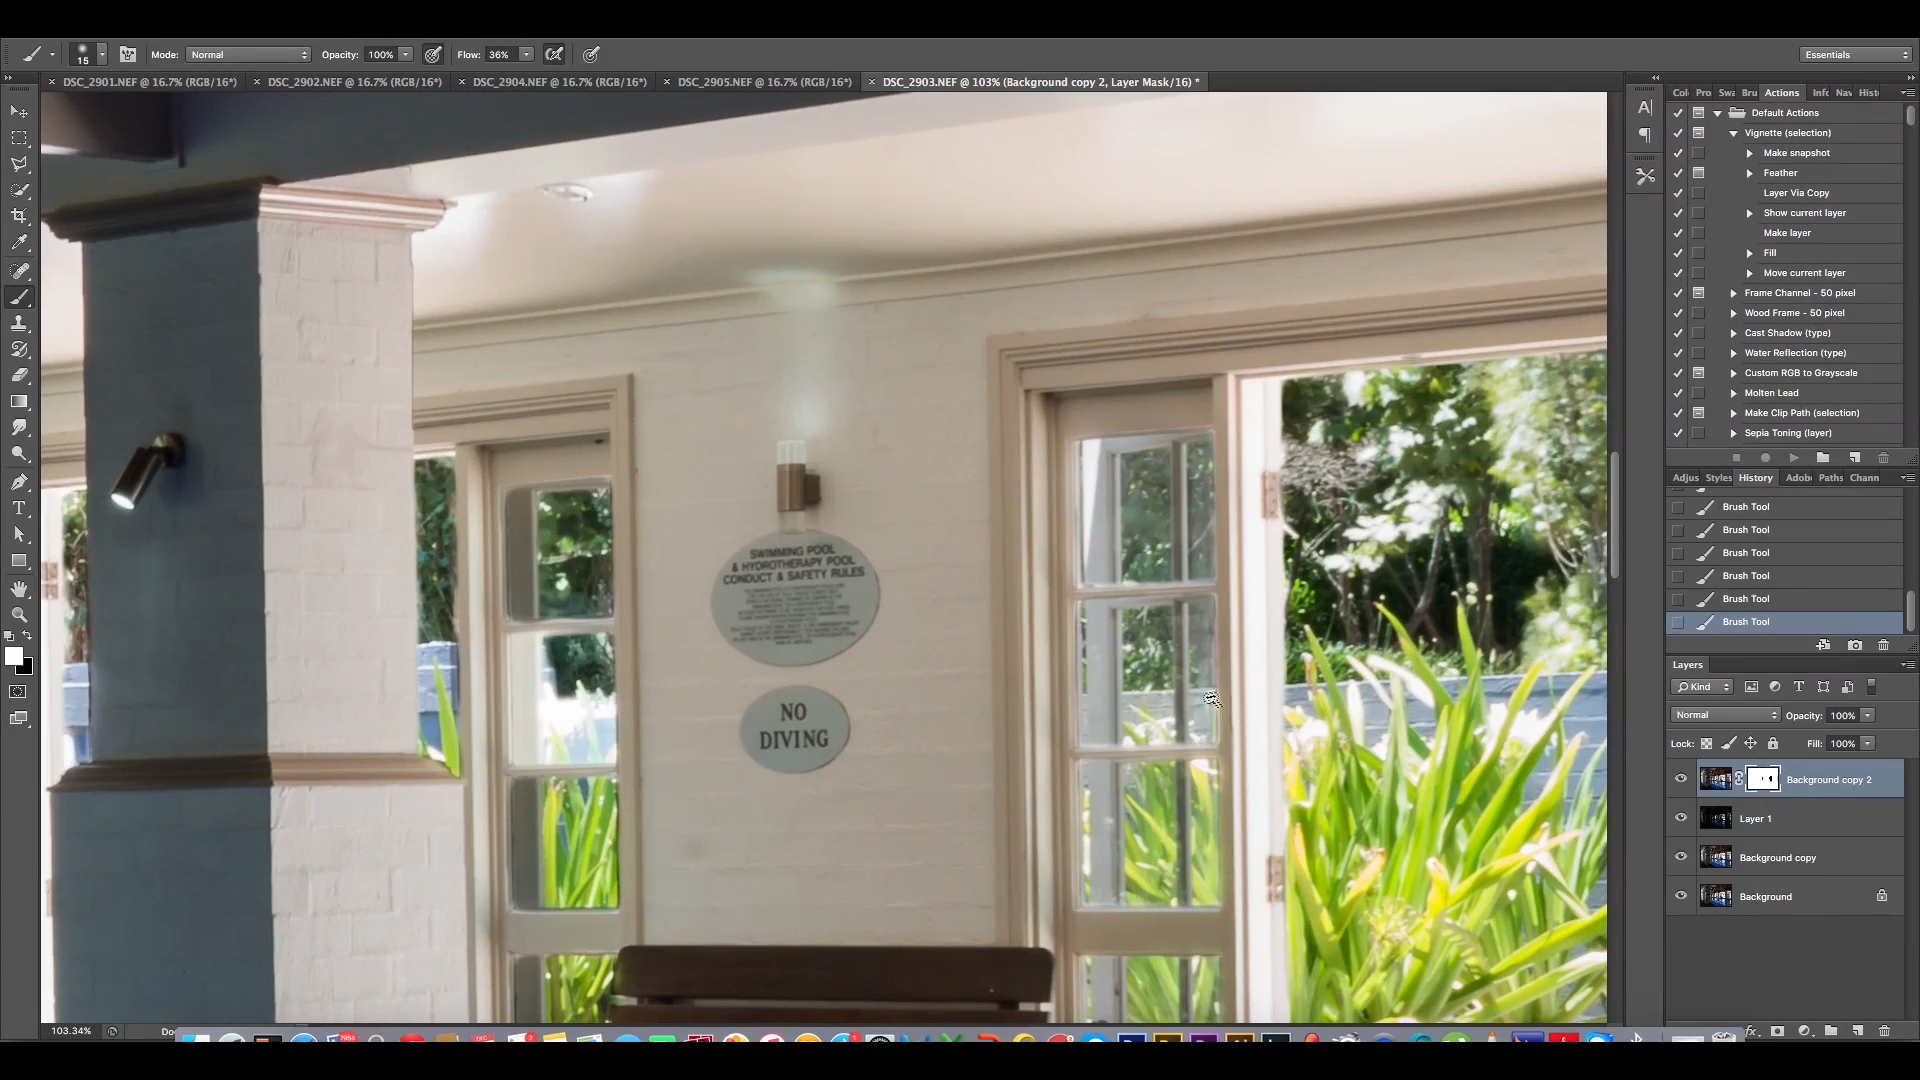 15
Mode: Normal
Opacity: 100%
Flow: 36%
Essentials
DSC_2901.NEF @ 16.7% (RGB/16*)
DSC_2902.NEF @ 16.7% (RGB/16*)
DSC_2904.NEF @ 16.7% (RGB/16*)
DSC_2905.NEF @ 16.7% (RGB/16*)
DSC_2903.NEF @ 103% (Background copy 2, Layer Mask/16) *
Actions
Default Actions
Vignette (selection)
Make snapshot
Feather
Layer Via Copy
Show current layer
Make layer
Fill
Move current layer
Frame Channel - 50 pixel
Wood Frame - 50 pixel
Cast Shadow (type)
Water Reflection (type)
Custom RGB to Grayscale
Molten Lead
Make Clip Path (selection)
Sepia Toning (layer)
Adjus Styles History Adobe Paths Chann
Brush Tool
Brush Tool
Brush Tool
Brush Tool
Brush Tool
Brush Tool
Layers
Kind
Normal
Opacity: 100%
Lock:
Fill: 100%
Background copy 2
Layer 1
Background copy
Background
SWIMMING POOL
& HYDROTHERAPY POOL
CONDUCT & SAFETY RULES
NO
DIVING
103.34%